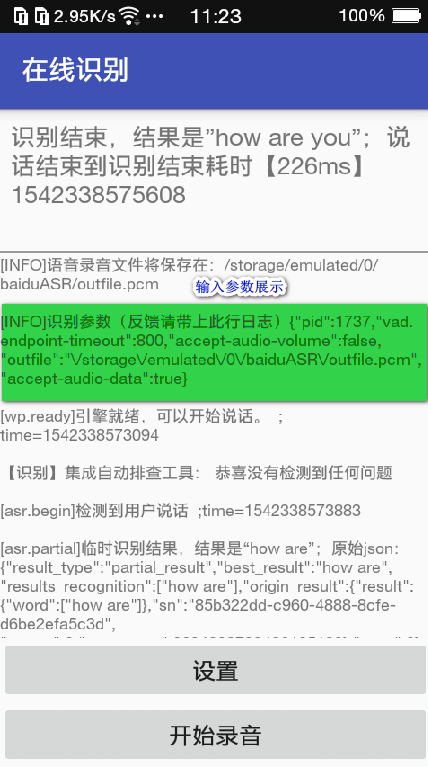 2.95K/s ••• 11:23 100%
在线识别
识别结束，结果是”how are you”；说
话结束到识别结束耗时【226ms】
1542338575608
[INFO]语音录音文件将保存在：/storage/emulated/0/
baiduASR/outfile.pcm
输入参数展示
[INFO]识别参数（反馈请带上此行日志）{"pid":1737,"vad.
endpoint-timeout":800,"accept-audio-volume":false,
"outfile":"\/storage\/emulated\/0\/baiduASR\/outfile.pcm",
"accept-audio-data":true}
[wp.ready]引擎就绪，可以开始说话。 ;
time=1542338573094
【识别】集成自动排查工具： 恭喜没有检测到任何问题
[asr.begin]检测到用户说话 ;time=1542338573883
[asr.partial]临时识别结果，结果是“how are”；原始json：
{"result_type":"partial_result","best_result":"how are",
"results_recognition":["how are"],"origin_result":{"result":
{"word":["how are"]},"sn":"85b322dd-c960-4888-8cfe-
d6be2efa5c3d",
设置
开始录音